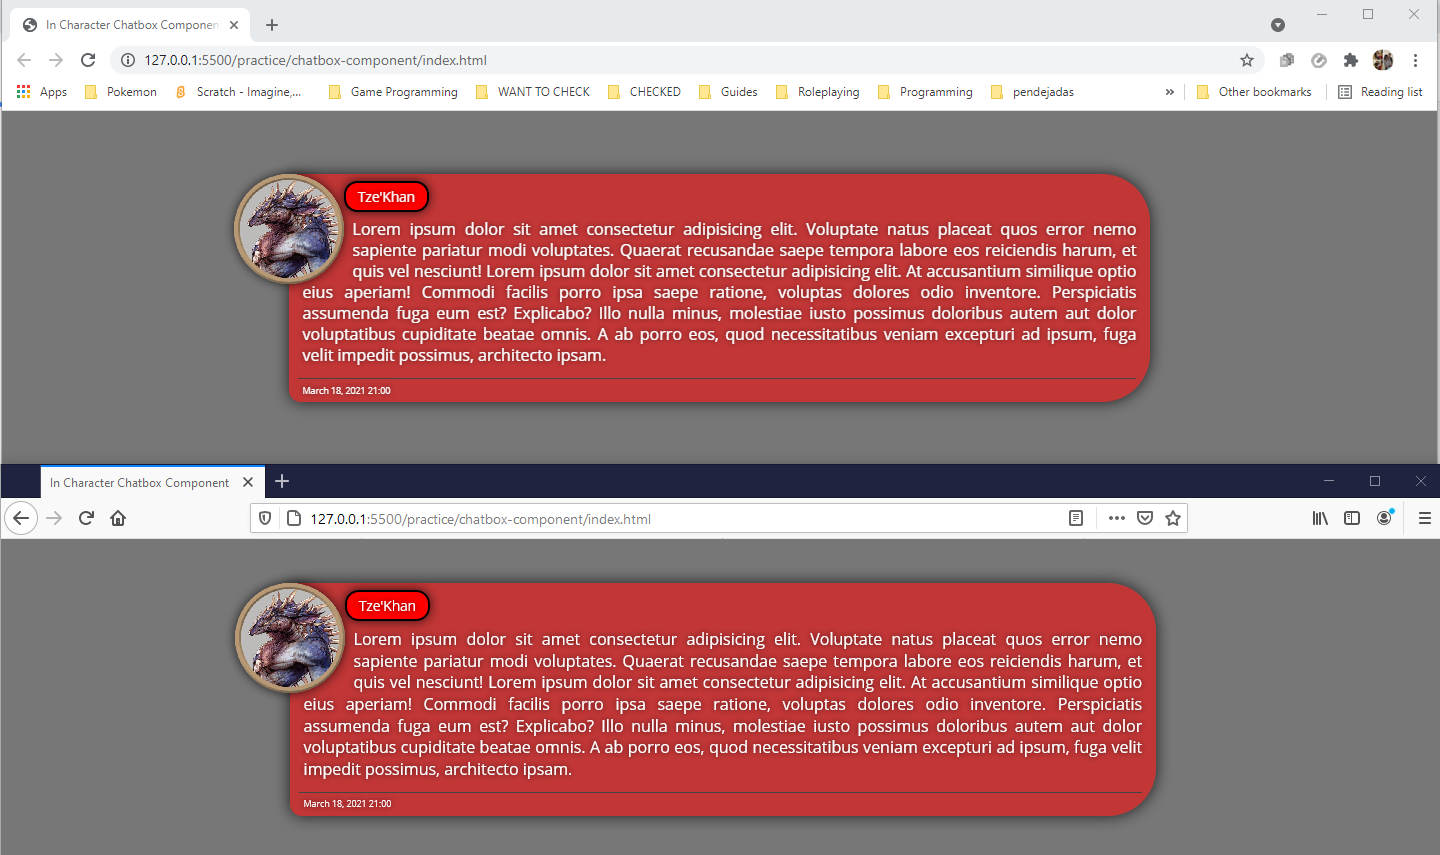 In Character Chatbox Componen
127.0.0.1:5500/practice/chatbox-component/index.html
Apps Pokemon Scratch - Imagine,... Game Programming WANT TO CHECK CHECKED Guides Roleplaying Programming pendejadas » Other bookmarks Reading list
Tze'Khan
Lorem ipsum dolor sit amet consectetur adipisicing elit. Voluptate natus placeat quos error nemo
sapiente pariatur modi voluptates. Quaerat recusandae saepe tempora labore eos reiciendis harum, et
quis vel nesciunt! Lorem ipsum dolor sit amet consectetur adipisicing elit. At accusantium similique optio
eius aperiam! Commodi facilis porro ipsa saepe ratione, voluptas dolores odio inventore. Perspiciatis
assumenda fuga eum est? Explicabo? Illo nulla minus, molestiae iusto possimus doloribus autem aut dolor
voluptatibus cupiditate beatae omnis. A ab porro eos, quod necessitatibus veniam excepturi ad ipsum, fuga
velit impedit possimus, architecto ipsam.
March 18, 2021 21:00
In Character Chatbox Component
127.0.0.1:5500/practice/chatbox-component/index.html
Tze'Khan
Lorem ipsum dolor sit amet consectetur adipisicing elit. Voluptate natus placeat quos error nemo
sapiente pariatur modi voluptates. Quaerat recusandae saepe tempora labore eos reiciendis harum, et
quis vel nesciunt! Lorem ipsum dolor sit amet consectetur adipisicing elit. At accusantium similique optio
eius aperiam! Commodi facilis porro ipsa saepe ratione, voluptas dolores odio inventore. Perspiciatis
assumenda fuga eum est? Explicabo? Illo nulla minus, molestiae iusto possimus doloribus autem aut dolor
voluptatibus cupiditate beatae omnis. A ab porro eos, quod necessitatibus veniam excepturi ad ipsum, fuga velit
impedit possimus, architecto ipsam.
March 18, 2021 21:00